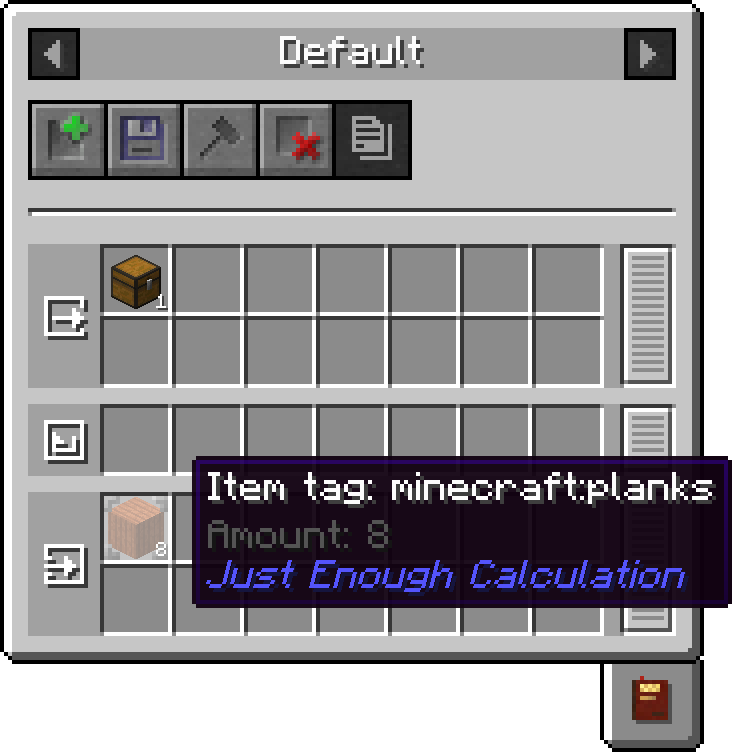 Default
1
Item tag: minecraft:planks
8
Amount: 8
Just Enough Calculation